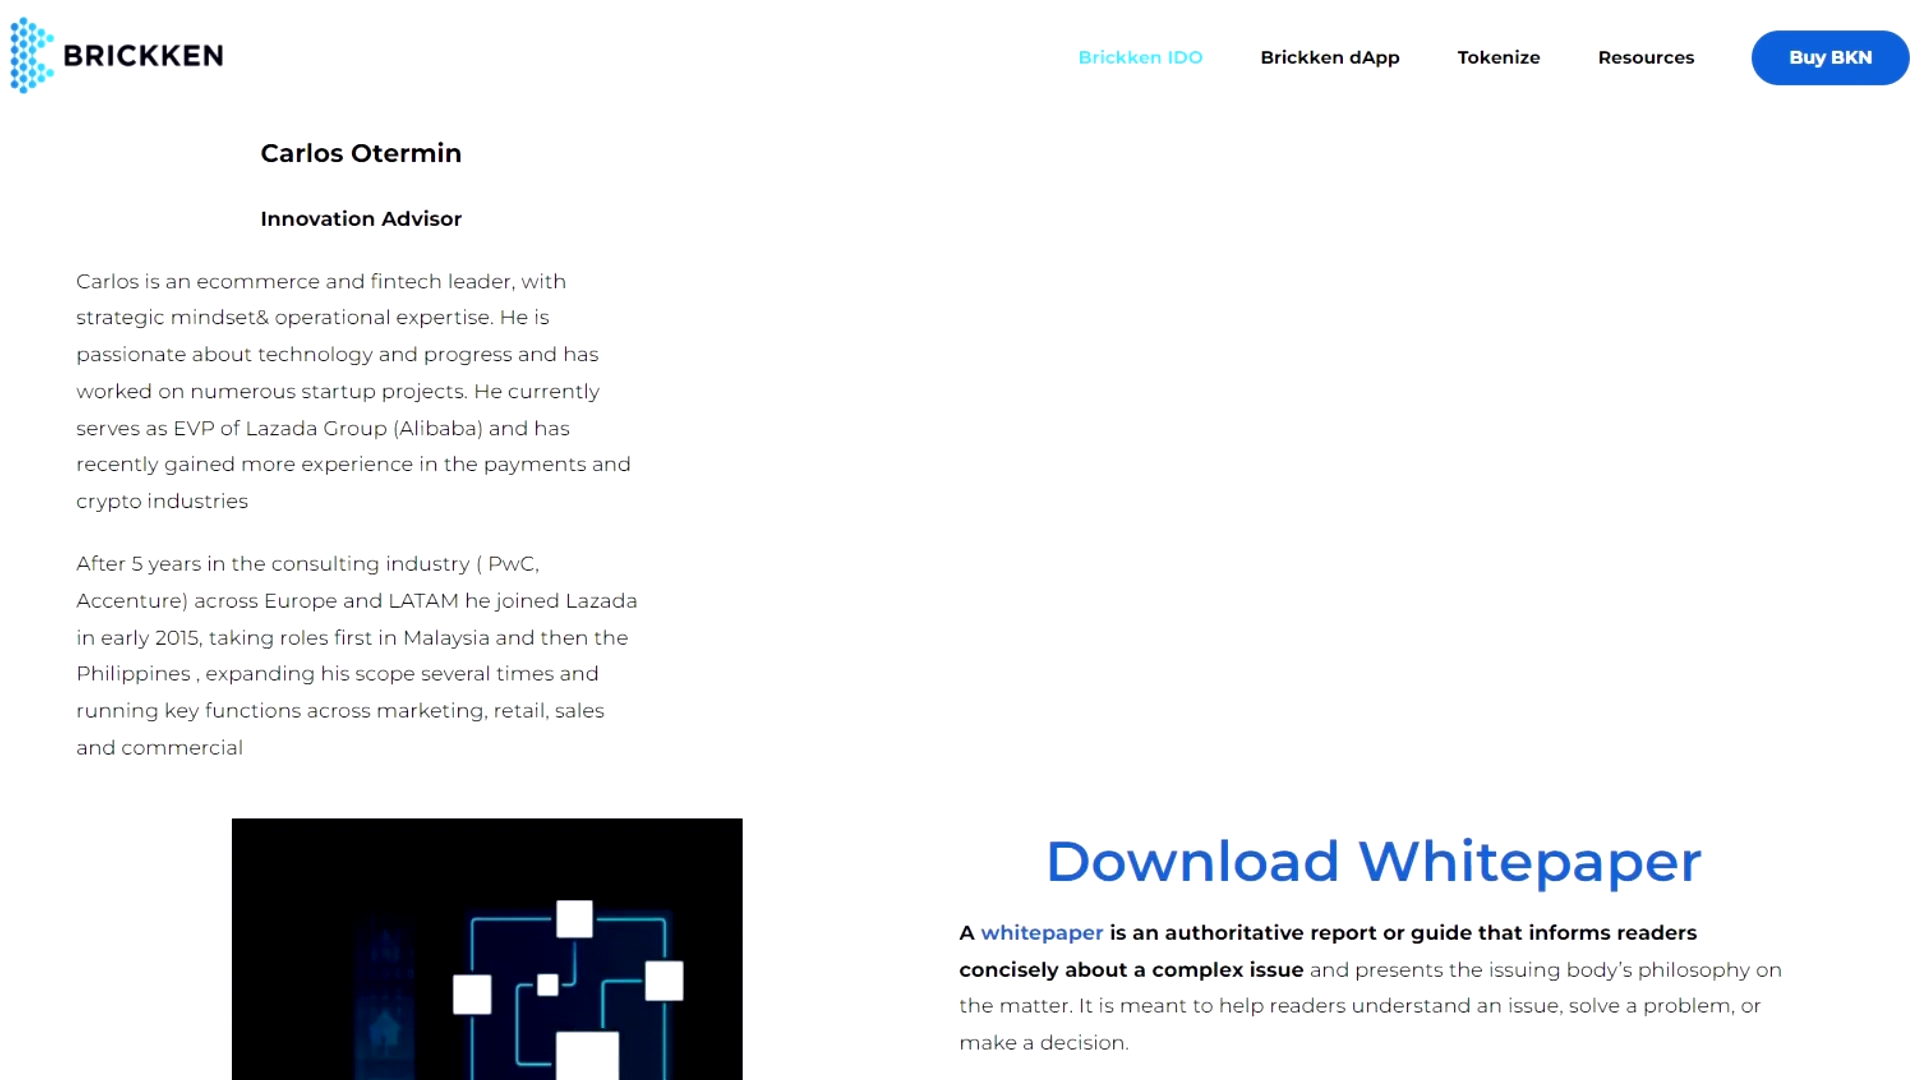 BRICKKEN
Brickken IDO
Brickken dApp
Tokenize
Resources
Buy BKN
Carlos Otermin
Innovation Advisor
Carlos is an ecommerce and fintech leader, with
strategic mindset& operational expertise. He is
passionate about technology and progress and has
worked on numerous startup projects. He currently
serves as EVP of Lazada Group (Alibaba) and has
recently gained more experience in the payments and
crypto industries
After 5 years in the consulting industry ( PwC,
Accenture) across Europe and LATAM he joined Lazada
in early 2015, taking roles first in Malaysia and then the
Philippines , expanding his scope several times and
running key functions across marketing, retail, sales
and commercial
Download Whitepaper
A whitepaper is an authoritative report or guide that informs readers
concisely about a complex issue and presents the issuing body’s philosophy on
the matter. It is meant to help readers understand an issue, solve a problem, or
make a decision.